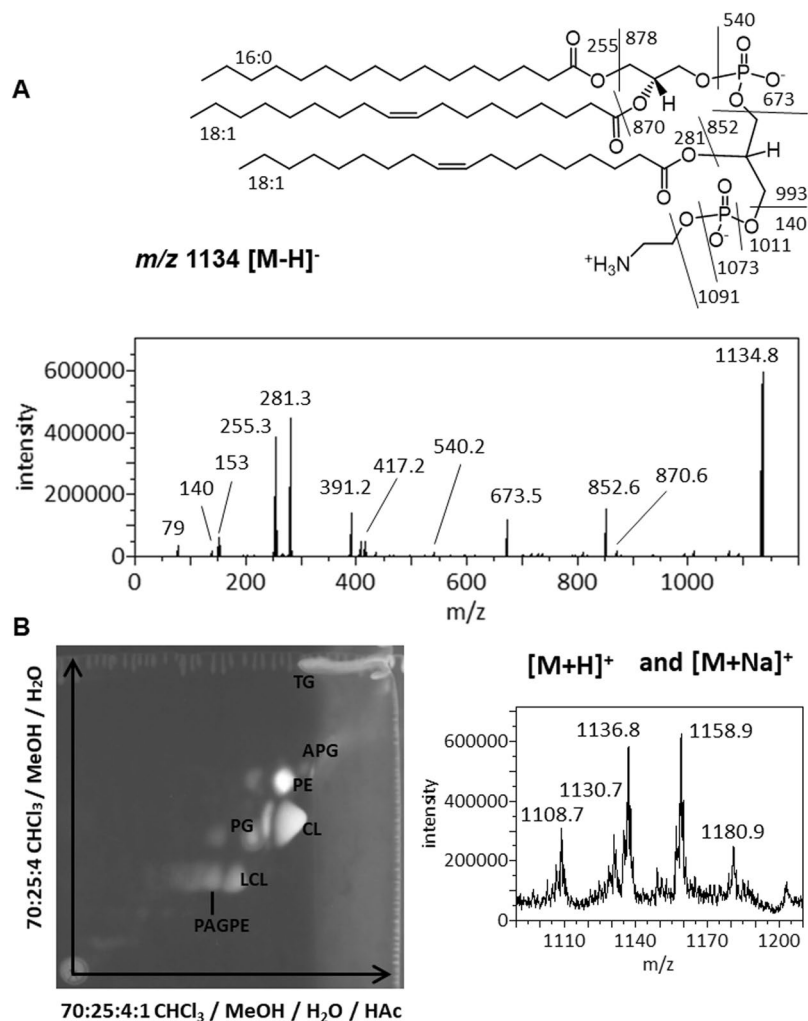 A
16:0
18:1
18:1
255
878
540
O
O
O
O
P
O⁻
O
O
H
O
870
673
281
852
O
H
O
O
993
140
O
P
O
O⁻
1011
1073
1091
⁺H₃N
m/z 1134 [M-H]⁻
intensity
600000
400000
200000
0
0 200 400 600 800 1000
m/z
79
140
153
255.3
281.3
391.2
417.2
540.2
673.5
852.6
870.6
1134.8
B
70:25:4 CHCl₃ / MeOH / H₂O
TG
APG
PE
PG
CL
LCL
PAGPE
70:25:4:1 CHCl₃ / MeOH / H₂O / HAc
[M+H]⁺ and [M+Na]⁺
intensity
600000
400000
200000
0
1108.7
1130.7
1136.8
1158.9
1180.9
1110 1140 1170 1200
m/z